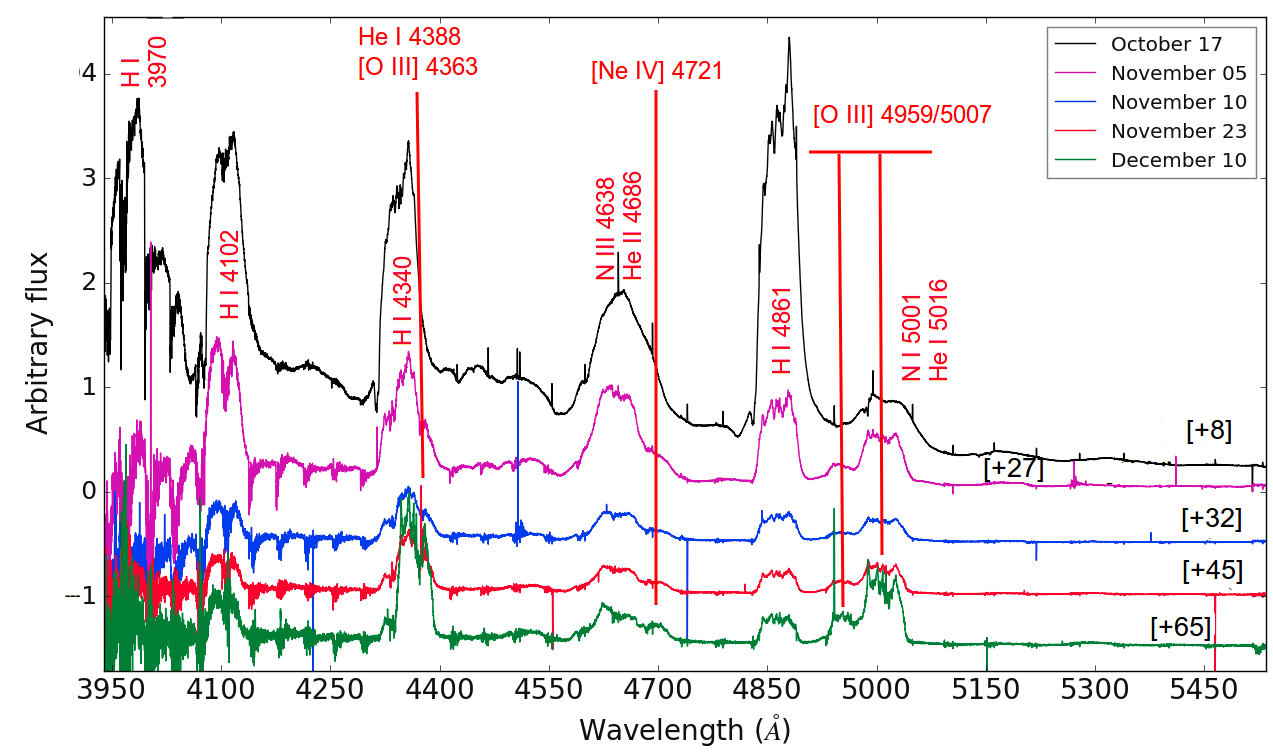 He I 4388
[O III] 4363
[Ne IV] 4721
[O III] 4959/5007
H I
3970
H I 4102
H I 4340
N III 4638
He II 4686
H I 4861
N I 5001
He I 5016
October 17
November 05
November 10
November 23
December 10
[+8]
[+27]
[+32]
[+45]
[+65]
Arbitrary flux
4
3
2
1
0
−1
3950 4100 4250 4400 4550 4700 4850 5000 5150 5300 5450
Wavelength (Å)